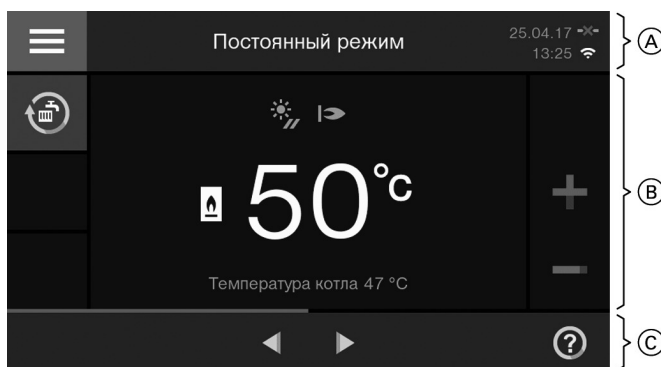 Постоянный режим
25.04.17
13:25
A
B
50°C
Температура котла 47 °C
?
C